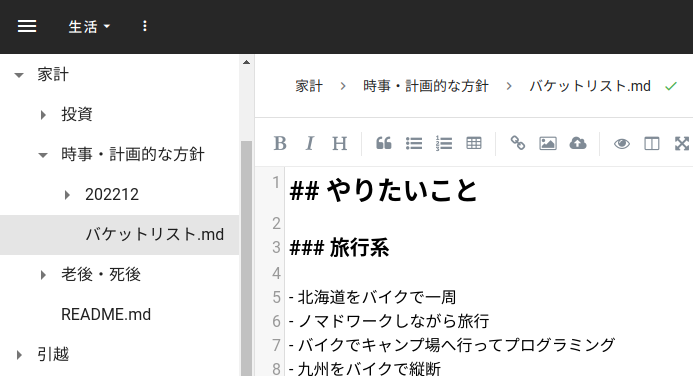 生活
家計
投資
時事・計画的な方針
202212
バケットリスト.md
老後・死後
README.md
引越
家計 > 時事・計画的な方針 > バケットリスト.md
B I H
1 ## やりたいこと
2
3 ### 旅行系
4
5 - 北海道をバイクで一周
6 - ノマドワークしながら旅行
7 - バイクでキャンプ場へ行ってプログラミング
8 - 九州をバイクで縦断